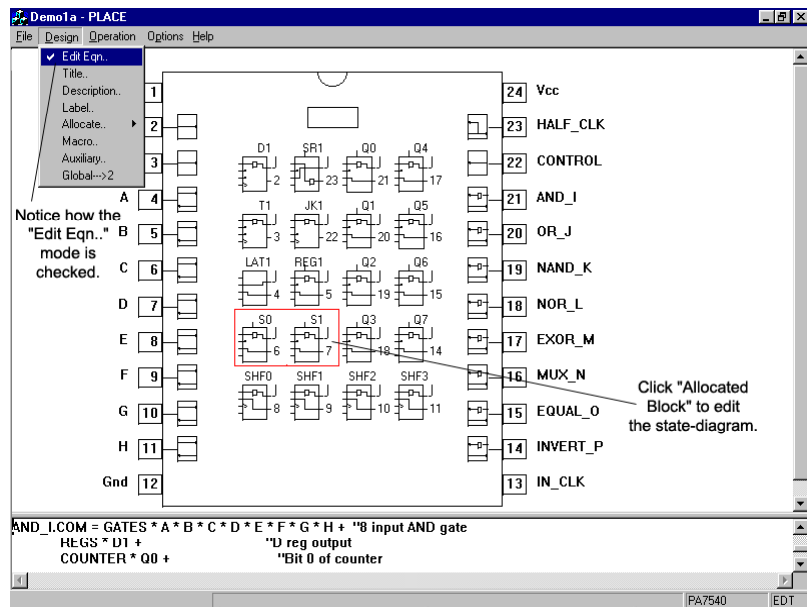 Demo1a - PLACE
File Design Operation Options Help
Edit Eqn..
Title..
Description..
Label..
Allocate..
Macro..
Auxiliary..
Global--->2
Notice how the
"Edit Eqn.."
mode is
checked.
1 24 Vcc
2 23 HALF_CLK
3 22 CONTROL
A 4 21 AND_I
B 5 20 OR_J
C 6 19 NAND_K
D 7 18 NOR_L
E 8 17 EXOR_M
F 9 16 MUX_N
G 10 15 EQUAL_O
H 11 14 INVERT_P
Gnd 12 13 IN_CLK
D1 SR1 Q0 Q4
2 23 21 17
T1 JK1 Q1 Q5
3 22 20 16
LAT1 REG1 Q2 Q6
4 5 19 15
S0 S1 Q3 Q7
6 7 18 14
SHF0 SHF1 SHF2 SHF3
8 9 10 11
Click "Allocated
Block" to edit
the state-diagram.
AND_I.COM = GATES * A * B * C * D * E * F * G * H + "8 input AND gate
REGS * D1 + "D reg output
COUNTER * Q0 + "Bit 0 of counter
PA7540 EDT